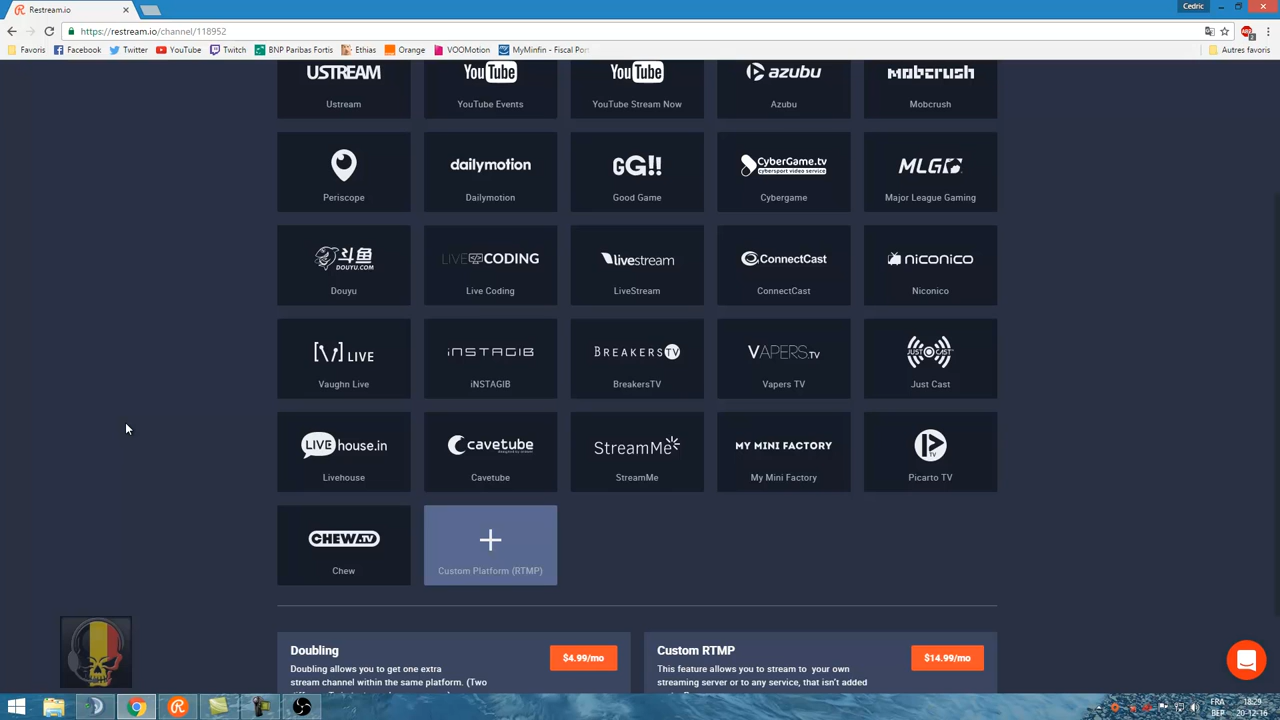 Restream.io
Cedric
https://restream.io/channel/118952
Favoris Facebook Twitter YouTube Twitch BNP Paribas Fortis Ethias Orange VOOMotion MyMinfin - Fiscal Por Autres favoris
USTREAM YouTube YouTube azubu Mobcrush
Ustream YouTube Events YouTube Stream Now Azubu Mobcrush
dailymotion GG!! CyberGame.tv MLG
cybersport video service
Periscope Dailymotion Good Game Cybergame Major League Gaming
斗鱼 DOUYU.COM LIVE CODING livestream ConnectCast niconico
Douyu Live Coding LiveStream ConnectCast Niconico
[\/] LIVE iNSTAGIB BREAKERSTV VAPERS.TV JUST CAST
Vaughn Live iNSTAGIB BreakersTV Vapers TV Just Cast
LIVE house.in cavetube StreamMe MY MINI FACTORY TV
Livehouse Cavetube StreamMe My Mini Factory Picarto TV
CHEW TV +
Chew Custom Platform (RTMP)
Doubling $4.99/mo Custom RTMP $14.99/mo
Doubling allows you to get one extra This feature allows you to stream to your own
stream channel within the same platform. (Two streaming server or to any service, that isn't added
FRA 18:29
BEP 20-12-16